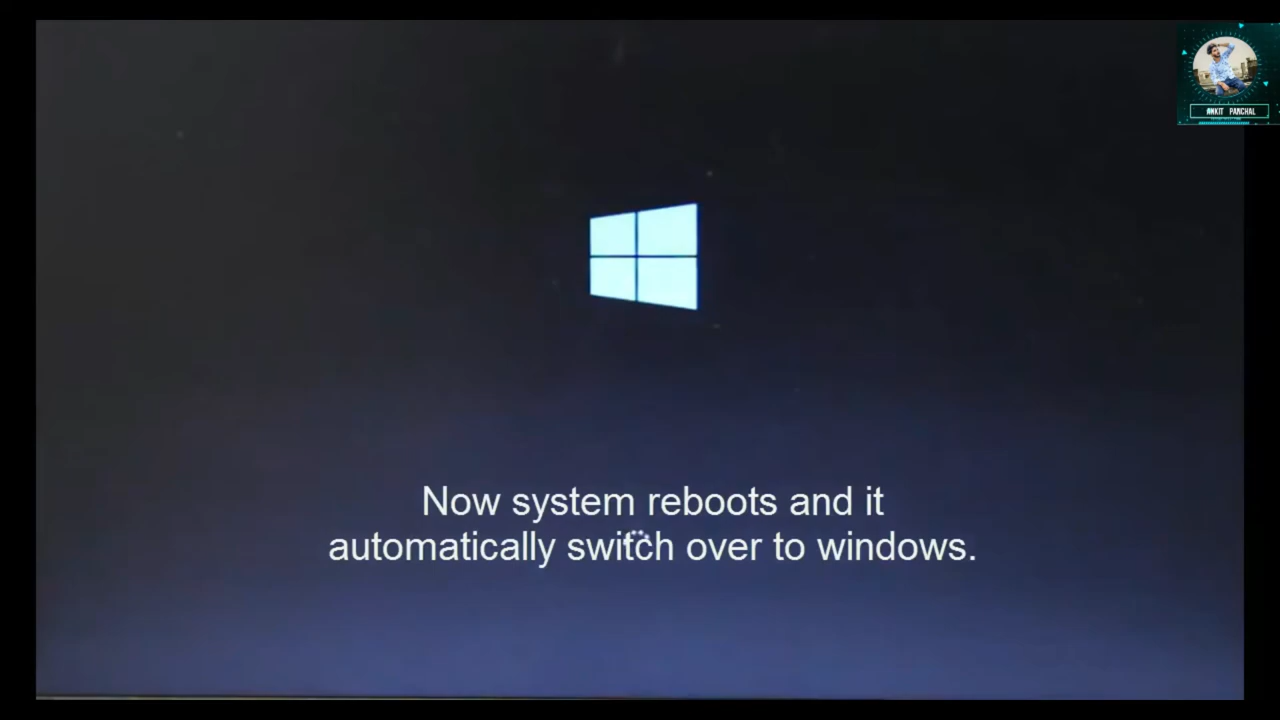 ANKIT PANCHAL
Now system reboots and it
automatically switch over to windows.